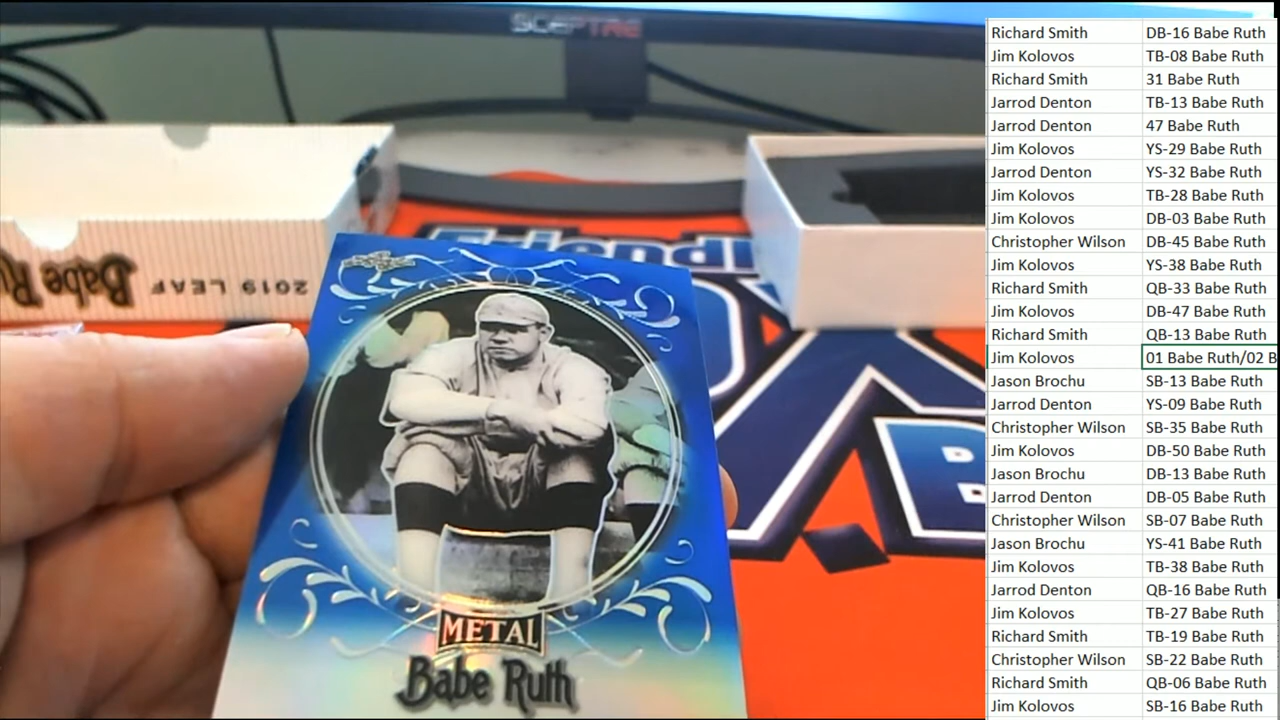 SCEPTRE
2019 LEAF Babe Ru
METAL
Babe Ruth
Richard Smith DB-16 Babe Ruth
Jim Kolovos TB-08 Babe Ruth
Richard Smith 31 Babe Ruth
Jarrod Denton TB-13 Babe Ruth
Jarrod Denton 47 Babe Ruth
Jim Kolovos YS-29 Babe Ruth
Jarrod Denton YS-32 Babe Ruth
Jim Kolovos TB-28 Babe Ruth
Jim Kolovos DB-03 Babe Ruth
Christopher Wilson DB-45 Babe Ruth
Jim Kolovos YS-38 Babe Ruth
Richard Smith QB-33 Babe Ruth
Jim Kolovos DB-47 Babe Ruth
Richard Smith QB-13 Babe Ruth
Jim Kolovos 01 Babe Ruth/02 B
Jason Brochu SB-13 Babe Ruth
Jarrod Denton YS-09 Babe Ruth
Christopher Wilson SB-35 Babe Ruth
Jim Kolovos DB-50 Babe Ruth
Jason Brochu DB-13 Babe Ruth
Jarrod Denton DB-05 Babe Ruth
Christopher Wilson SB-07 Babe Ruth
Jason Brochu YS-41 Babe Ruth
Jim Kolovos TB-38 Babe Ruth
Jarrod Denton QB-16 Babe Ruth
Jim Kolovos TB-27 Babe Ruth
Richard Smith TB-19 Babe Ruth
Christopher Wilson SB-22 Babe Ruth
Richard Smith QB-06 Babe Ruth
Jim Kolovos SB-16 Babe Ruth